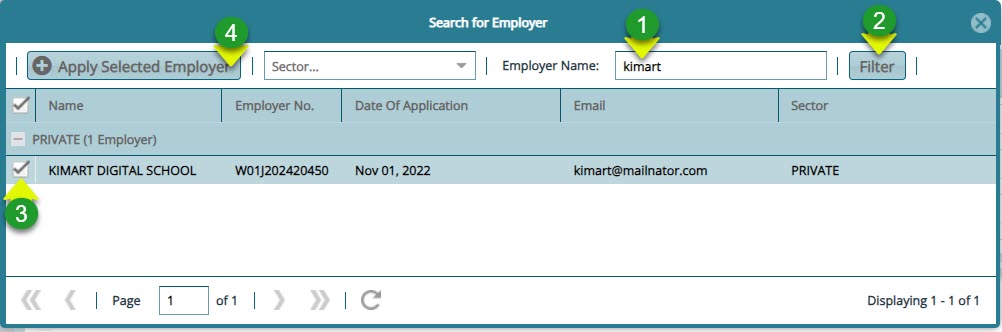 Search for Employer
4 1 2
Apply Selected Employer Sector... Employer Name: kimart Filter
Name Employer No. Date Of Application Email Sector
PRIVATE (1 Employer)
KIMART DIGITAL SCHOOL W01J202420450 Nov 01, 2022 kimart@mailnator.com PRIVATE
3
Page 1 of 1 Displaying 1 - 1 of 1